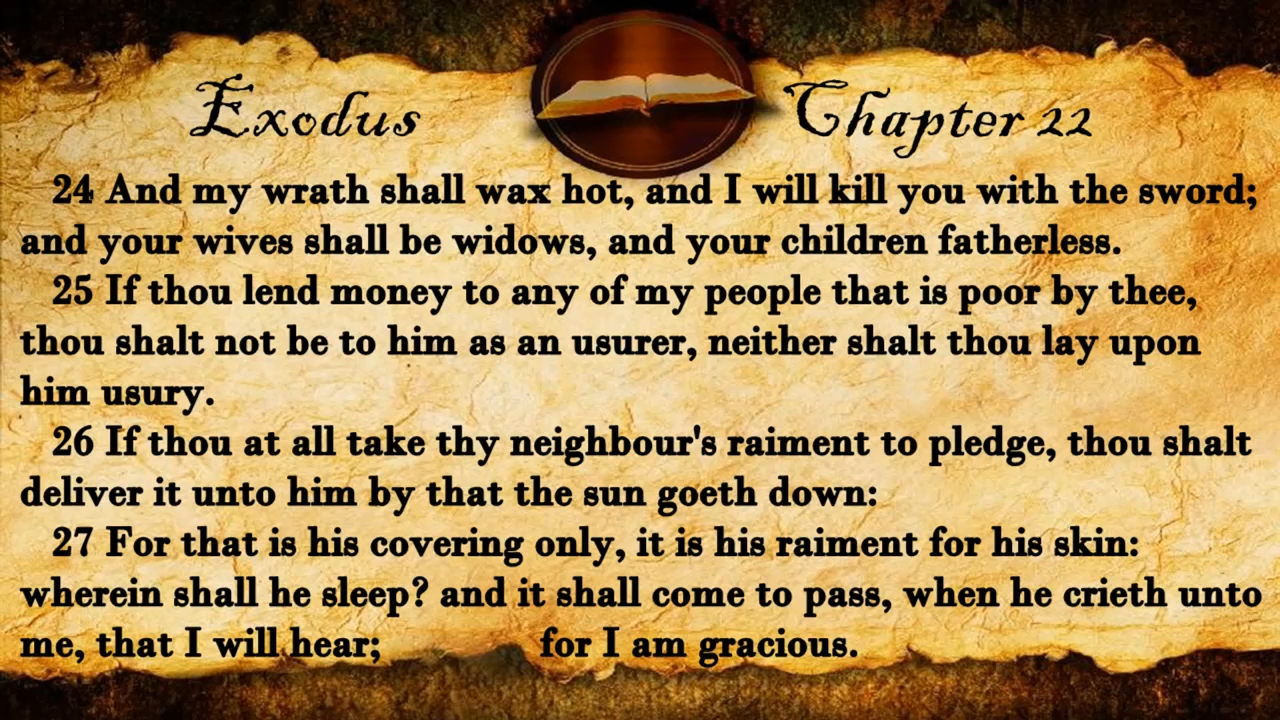 Exodus Chapter 22
24 And my wrath shall wax hot, and I will kill you with the sword;
and your wives shall be widows, and your children fatherless.
25 If thou lend money to any of my people that is poor by thee,
thou shalt not be to him as an usurer, neither shalt thou lay upon
him usury.
26 If thou at all take thy neighbour's raiment to pledge, thou shalt
deliver it unto him by that the sun goeth down:
27 For that is his covering only, it is his raiment for his skin:
wherein shall he sleep? and it shall come to pass, when he crieth unto
me, that I will hear; for I am gracious.